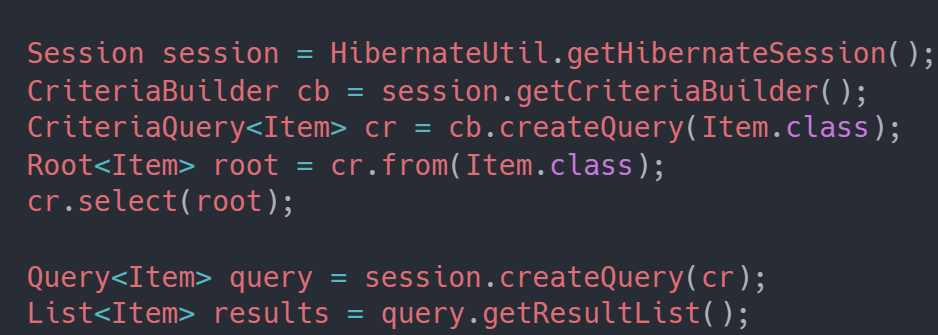 Session session = HibernateUtil.getHibernateSession();
CriteriaBuilder cb = session.getCriteriaBuilder();
CriteriaQuery<Item> cr = cb.createQuery(Item.class);
Root<Item> root = cr.from(Item.class);
cr.select(root);
Query<Item> query = session.createQuery(cr);
List<Item> results = query.getResultList();